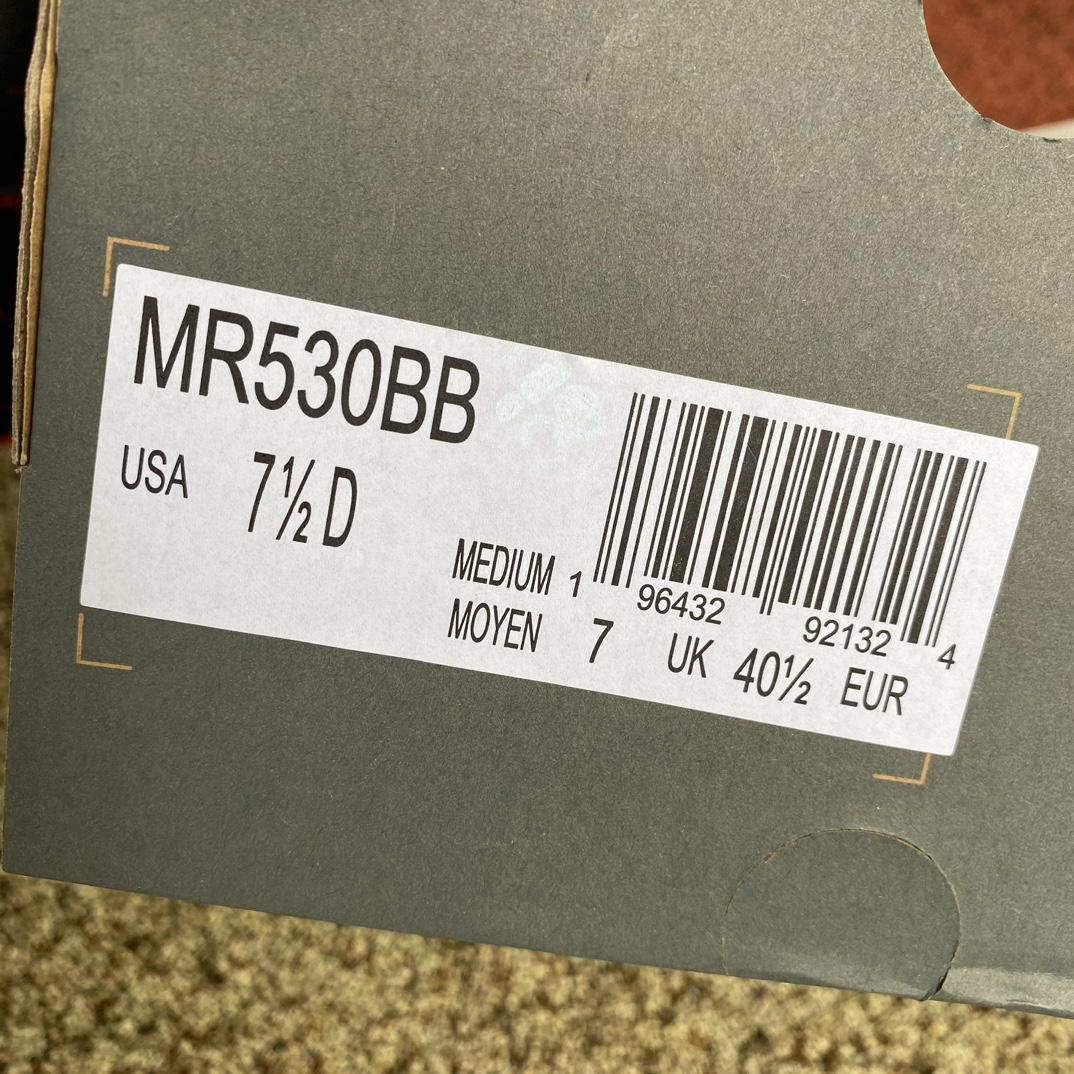 MR530BB
USA 7½ D
MEDIUM
MOYEN
1 96432 92132 4
7 UK 40½ EUR